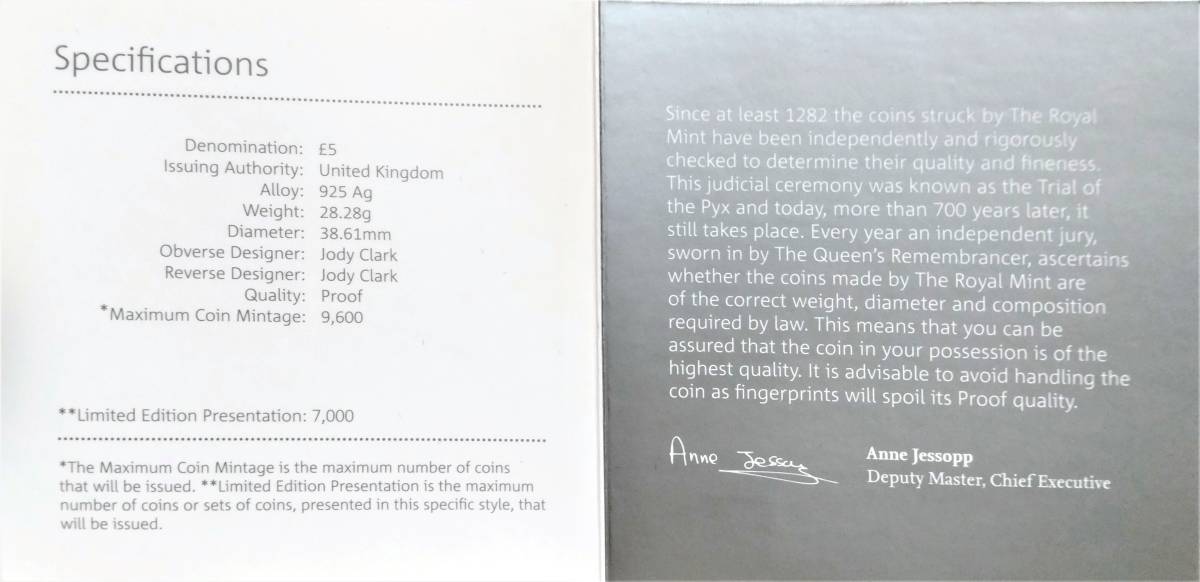 Specifications
Denomination: £5
Issuing Authority: United Kingdom
Alloy: 925 Ag
Weight: 28.28g
Diameter: 38.61mm
Obverse Designer: Jody Clark
Reverse Designer: Jody Clark
Quality: Proof
*Maximum Coin Mintage: 9,600
**Limited Edition Presentation: 7,000
*The Maximum Coin Mintage is the maximum number of coins
that will be issued. **Limited Edition Presentation is the maximum
number of coins or sets of coins, presented in this specific style, that
will be issued.
Since at least 1282 the coins struck by The Royal
Mint have been independently and rigorously
checked to determine their quality and fineness.
This judicial ceremony was known as the Trial of
the Pyx and today, more than 700 years later, it
still takes place. Every year an independent jury,
sworn in by The Queen's Remembrancer, ascertains
whether the coins made by The Royal Mint are
of the correct weight, diameter and composition
required by law. This means that you can be
assured that the coin in your possession is of the
highest quality. It is advisable to avoid handling the
coin as fingerprints will spoil its Proof quality.
Anne Jessopp
Anne Jessopp
Deputy Master, Chief Executive